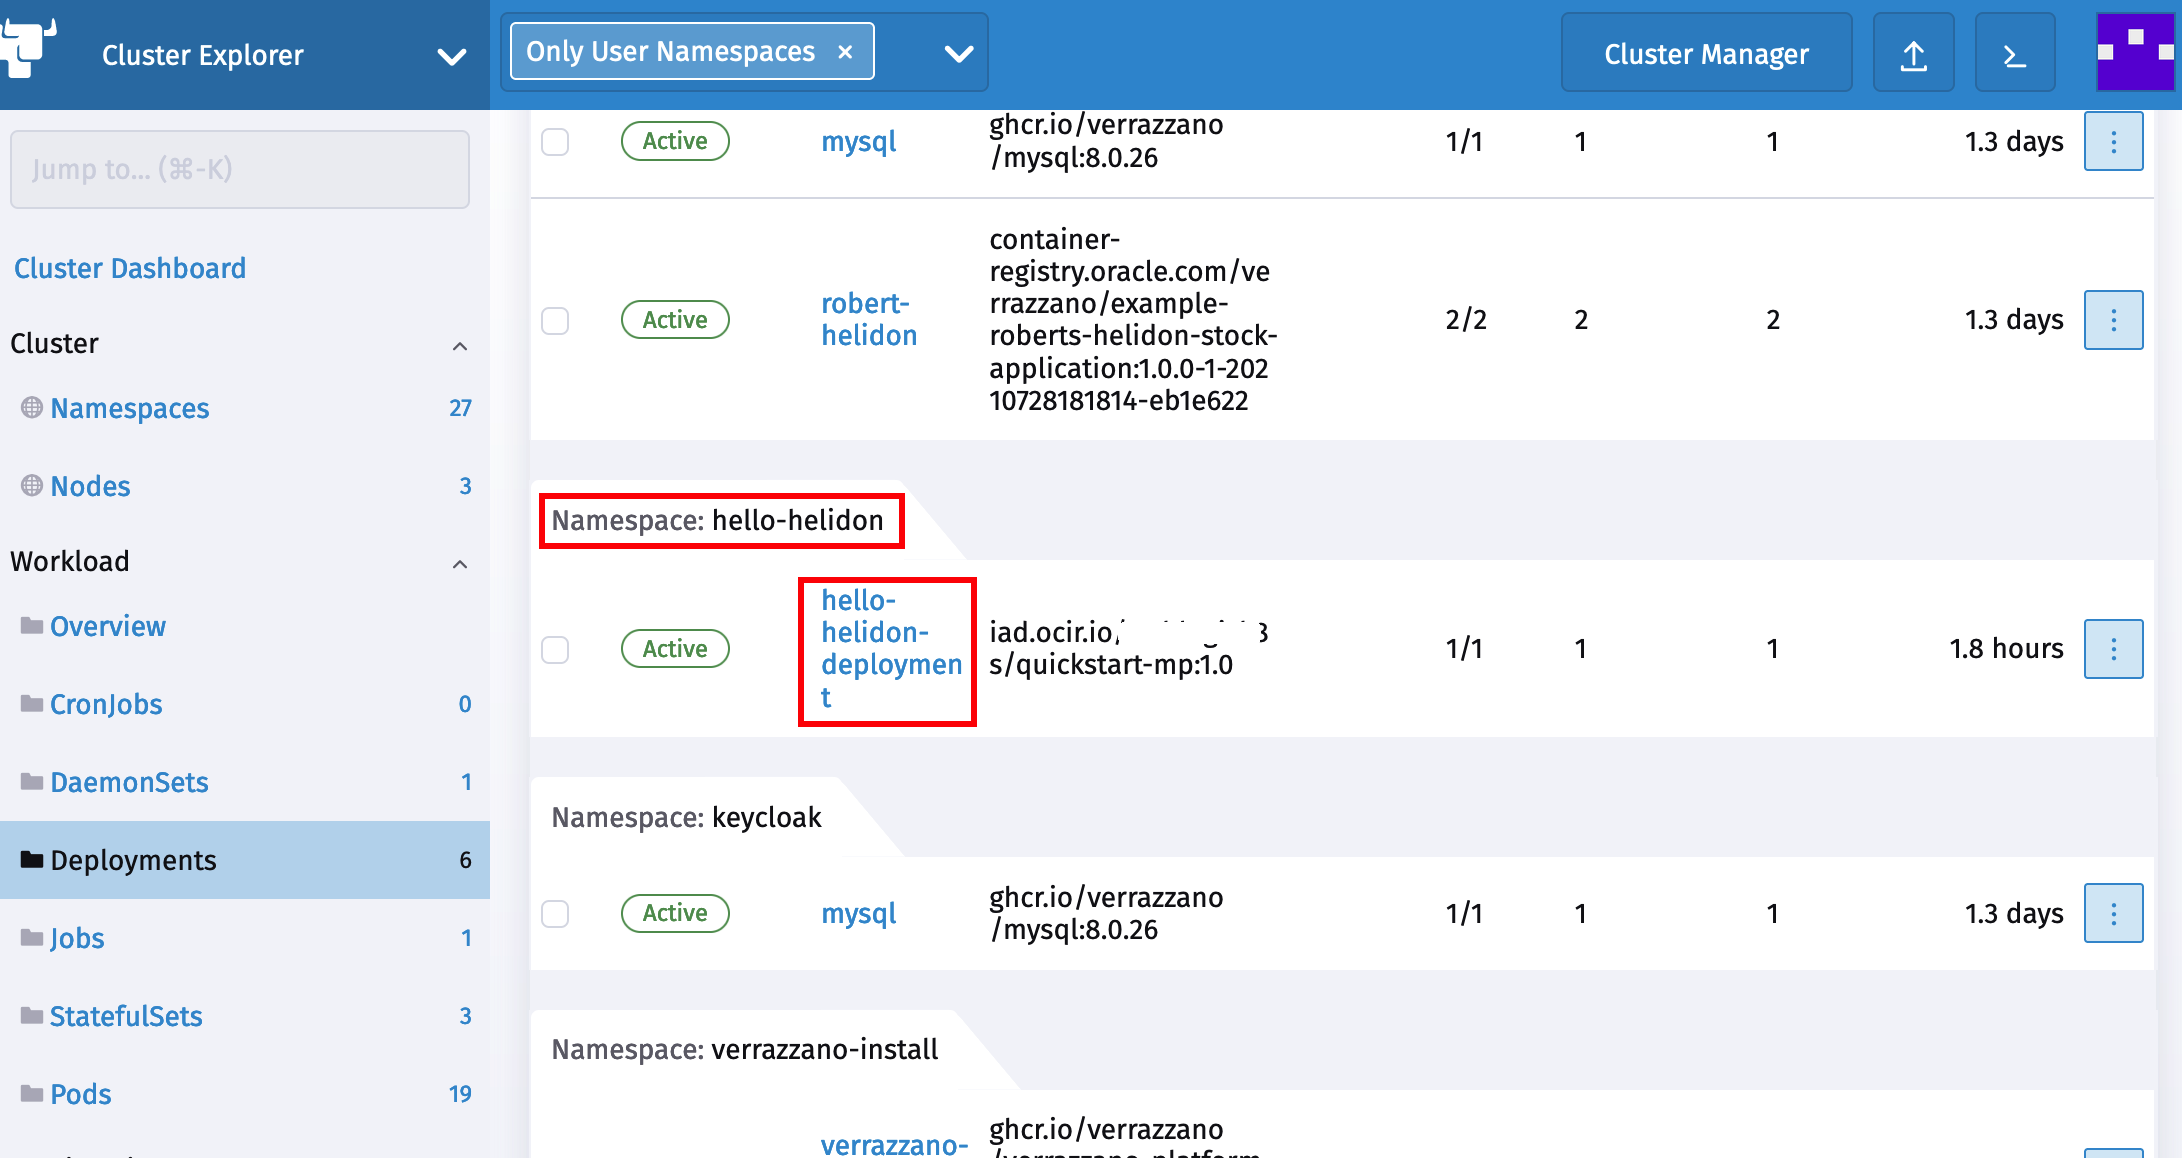 Cluster Explorer
Only User Namespaces ×
Cluster Manager
Jump to... (⌘-K)
Cluster Dashboard
Cluster
Namespaces 27
Nodes 3
Workload
Overview
CronJobs 0
DaemonSets 1
Deployments 6
Jobs 1
StatefulSets 3
Pods 19
Active mysql ghcr.io/verrazzano 1/1 1 1 1.3 days
/mysql:8.0.26
container-
registry.oracle.com/ve
robert- rrazzano/example-
Active 2/2 2 2 1.3 days
helidon roberts-helidon-stock-
application:1.0.0-1-202
10728181814-eb1e622
Namespace: hello-helidon
hello-
helidon- iad.ocir.io/
Active 1/1 1 1 1.8 hours
deploymen s/quickstart-mp:1.0
t
Namespace: keycloak
Active mysql ghcr.io/verrazzano 1/1 1 1 1.3 days
/mysql:8.0.26
Namespace: verrazzano-install
verrazzano- ghcr.io/verrazzano
/verrazzano-platform